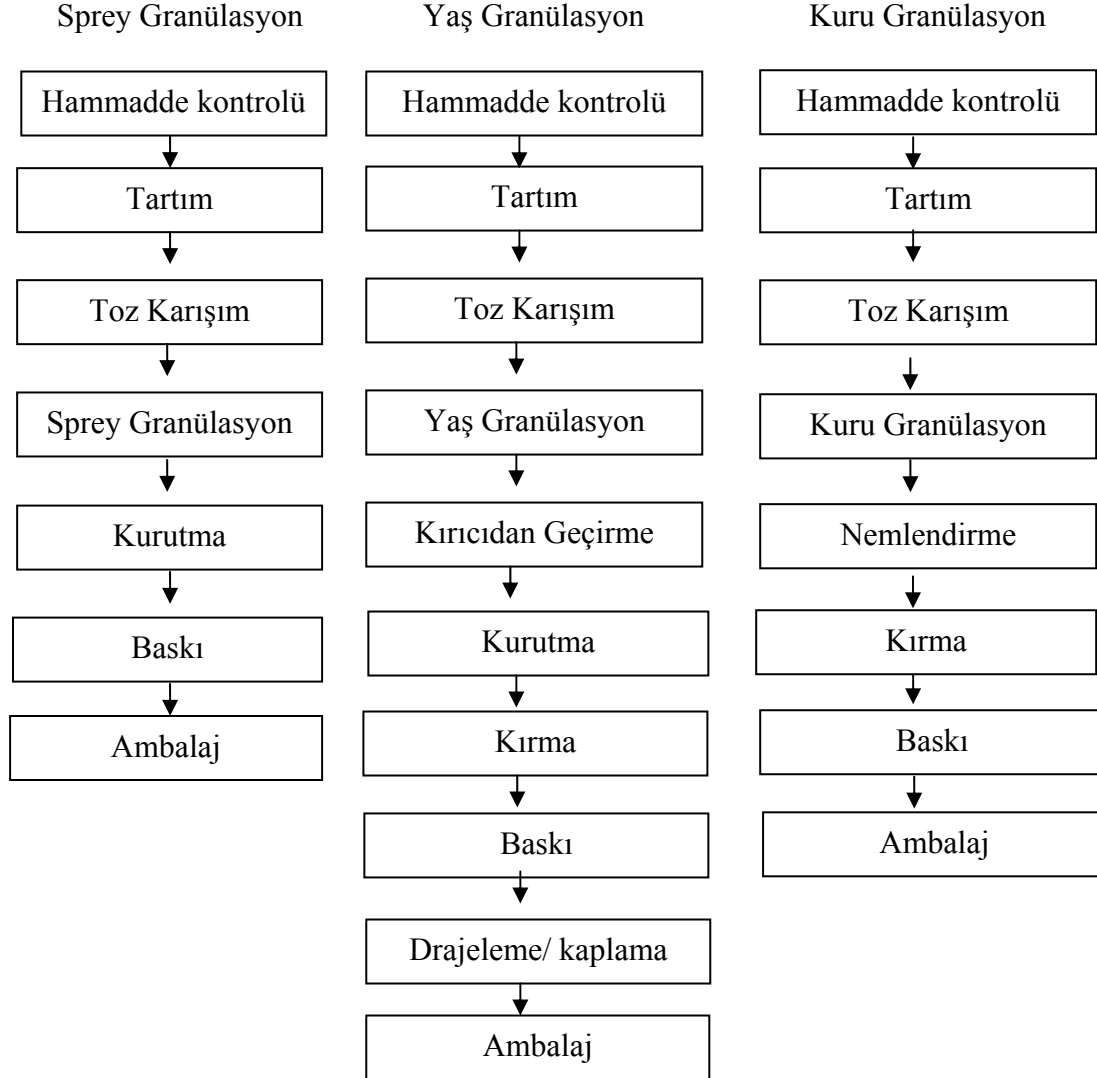 Sprey Granülasyon
Hammadde kontrolü
Tartım
Toz Karışım
Sprey Granülasyon
Kurutma
Baskı
Ambalaj
Yaş Granülasyon
Hammadde kontrolü
Tartım
Toz Karışım
Yaş Granülasyon
Kırıcıdan Geçirme
Kurutma
Kırma
Baskı
Drajeleme/ kaplama
Ambalaj
Kuru Granülasyon
Hammadde kontrolü
Tartım
Toz Karışım
Kuru Granülasyon
Nemlendirme
Kırma
Baskı
Ambalaj